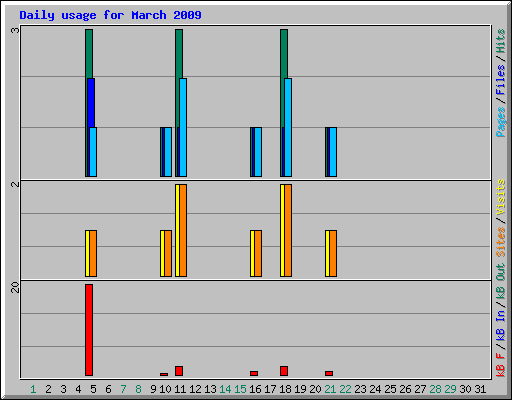 Daily usage for March 2009
3
2
20
Pages / Files / Hits
Sites / Visits
kB F / kB In / kB Out
1 2 3 4 5 6 7 8 9 10 11 12 13 14 15 16 17 18 19 20 21 22 23 24 25 26 27 28 29 30 31